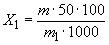 X₁ = m · 50 · 100 / m₁ · 1000